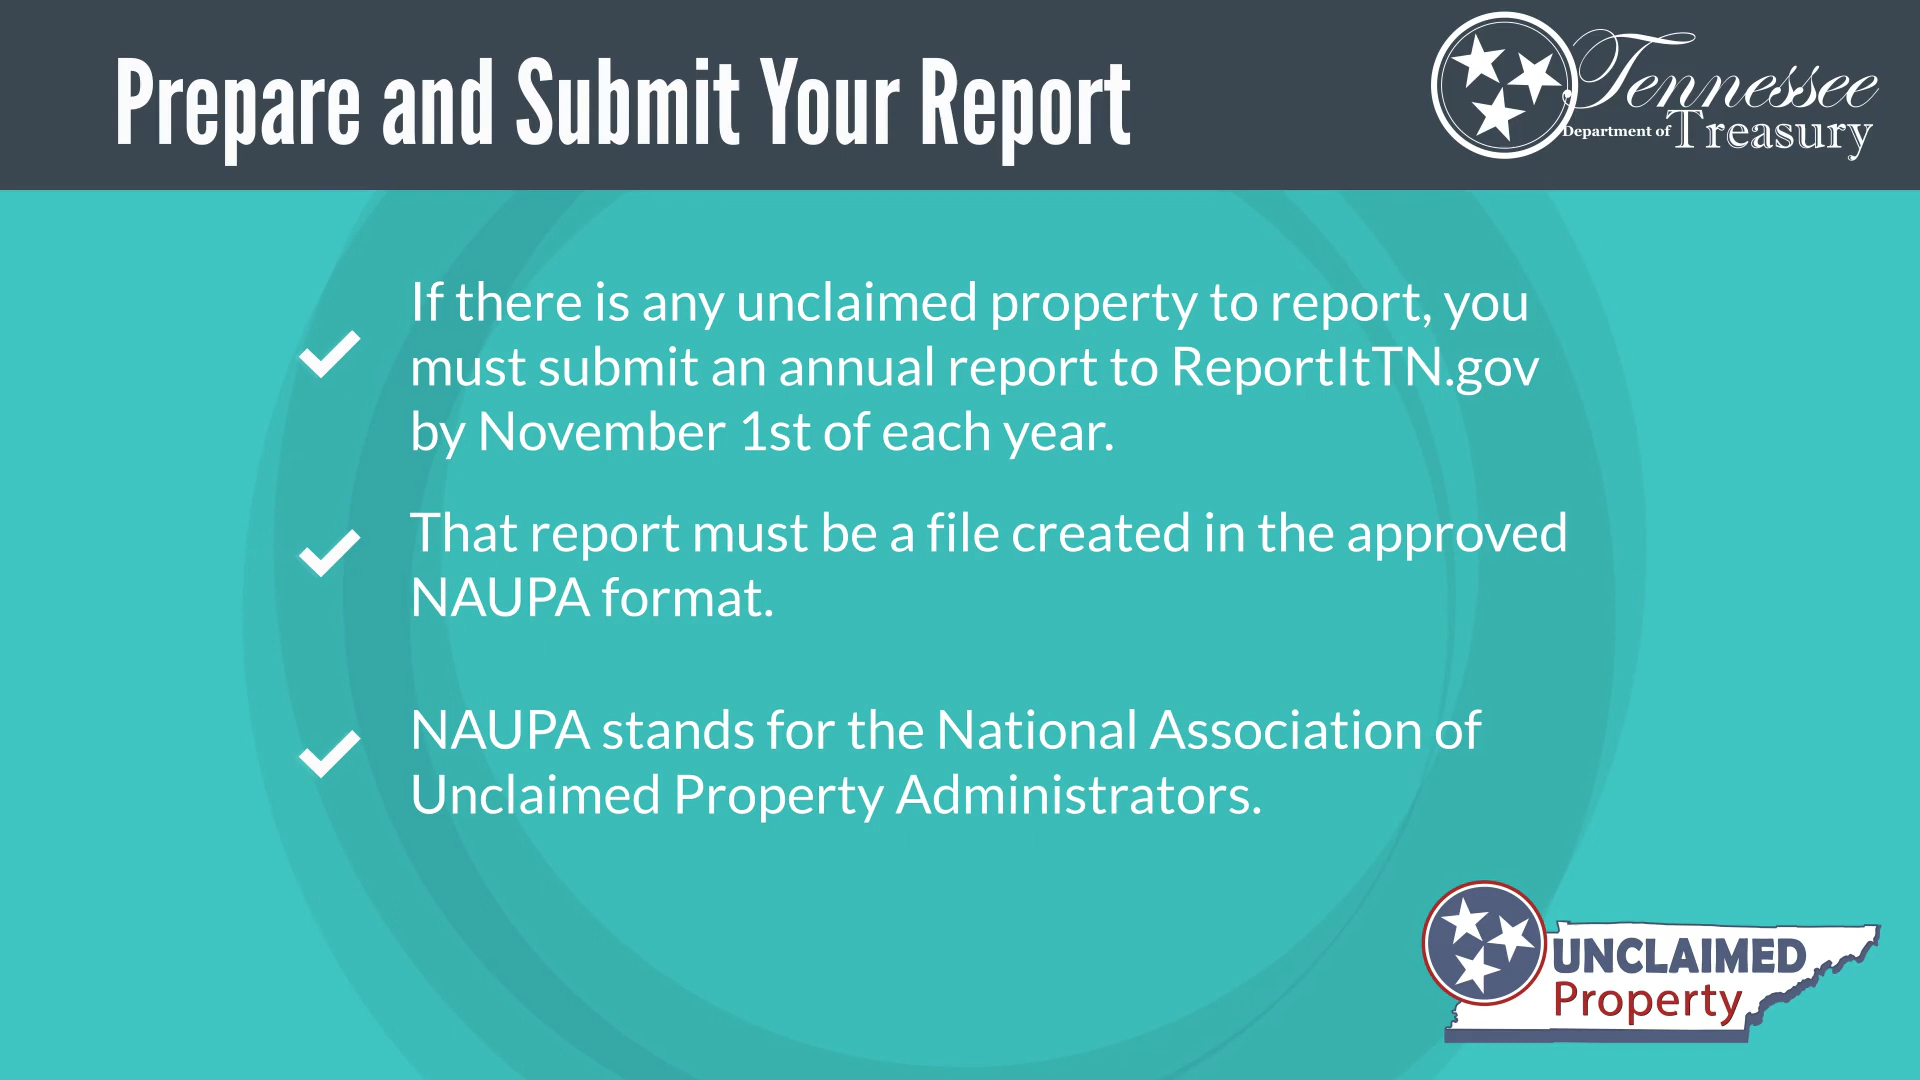 Prepare and Submit Your Report
Tennessee
Department of Treasury
If there is any unclaimed property to report, you
must submit an annual report to ReportItTN.gov
by November 1st of each year.
That report must be a file created in the approved
NAUPA format.
NAUPA stands for the National Association of
Unclaimed Property Administrators.
UNCLAIMED
Property